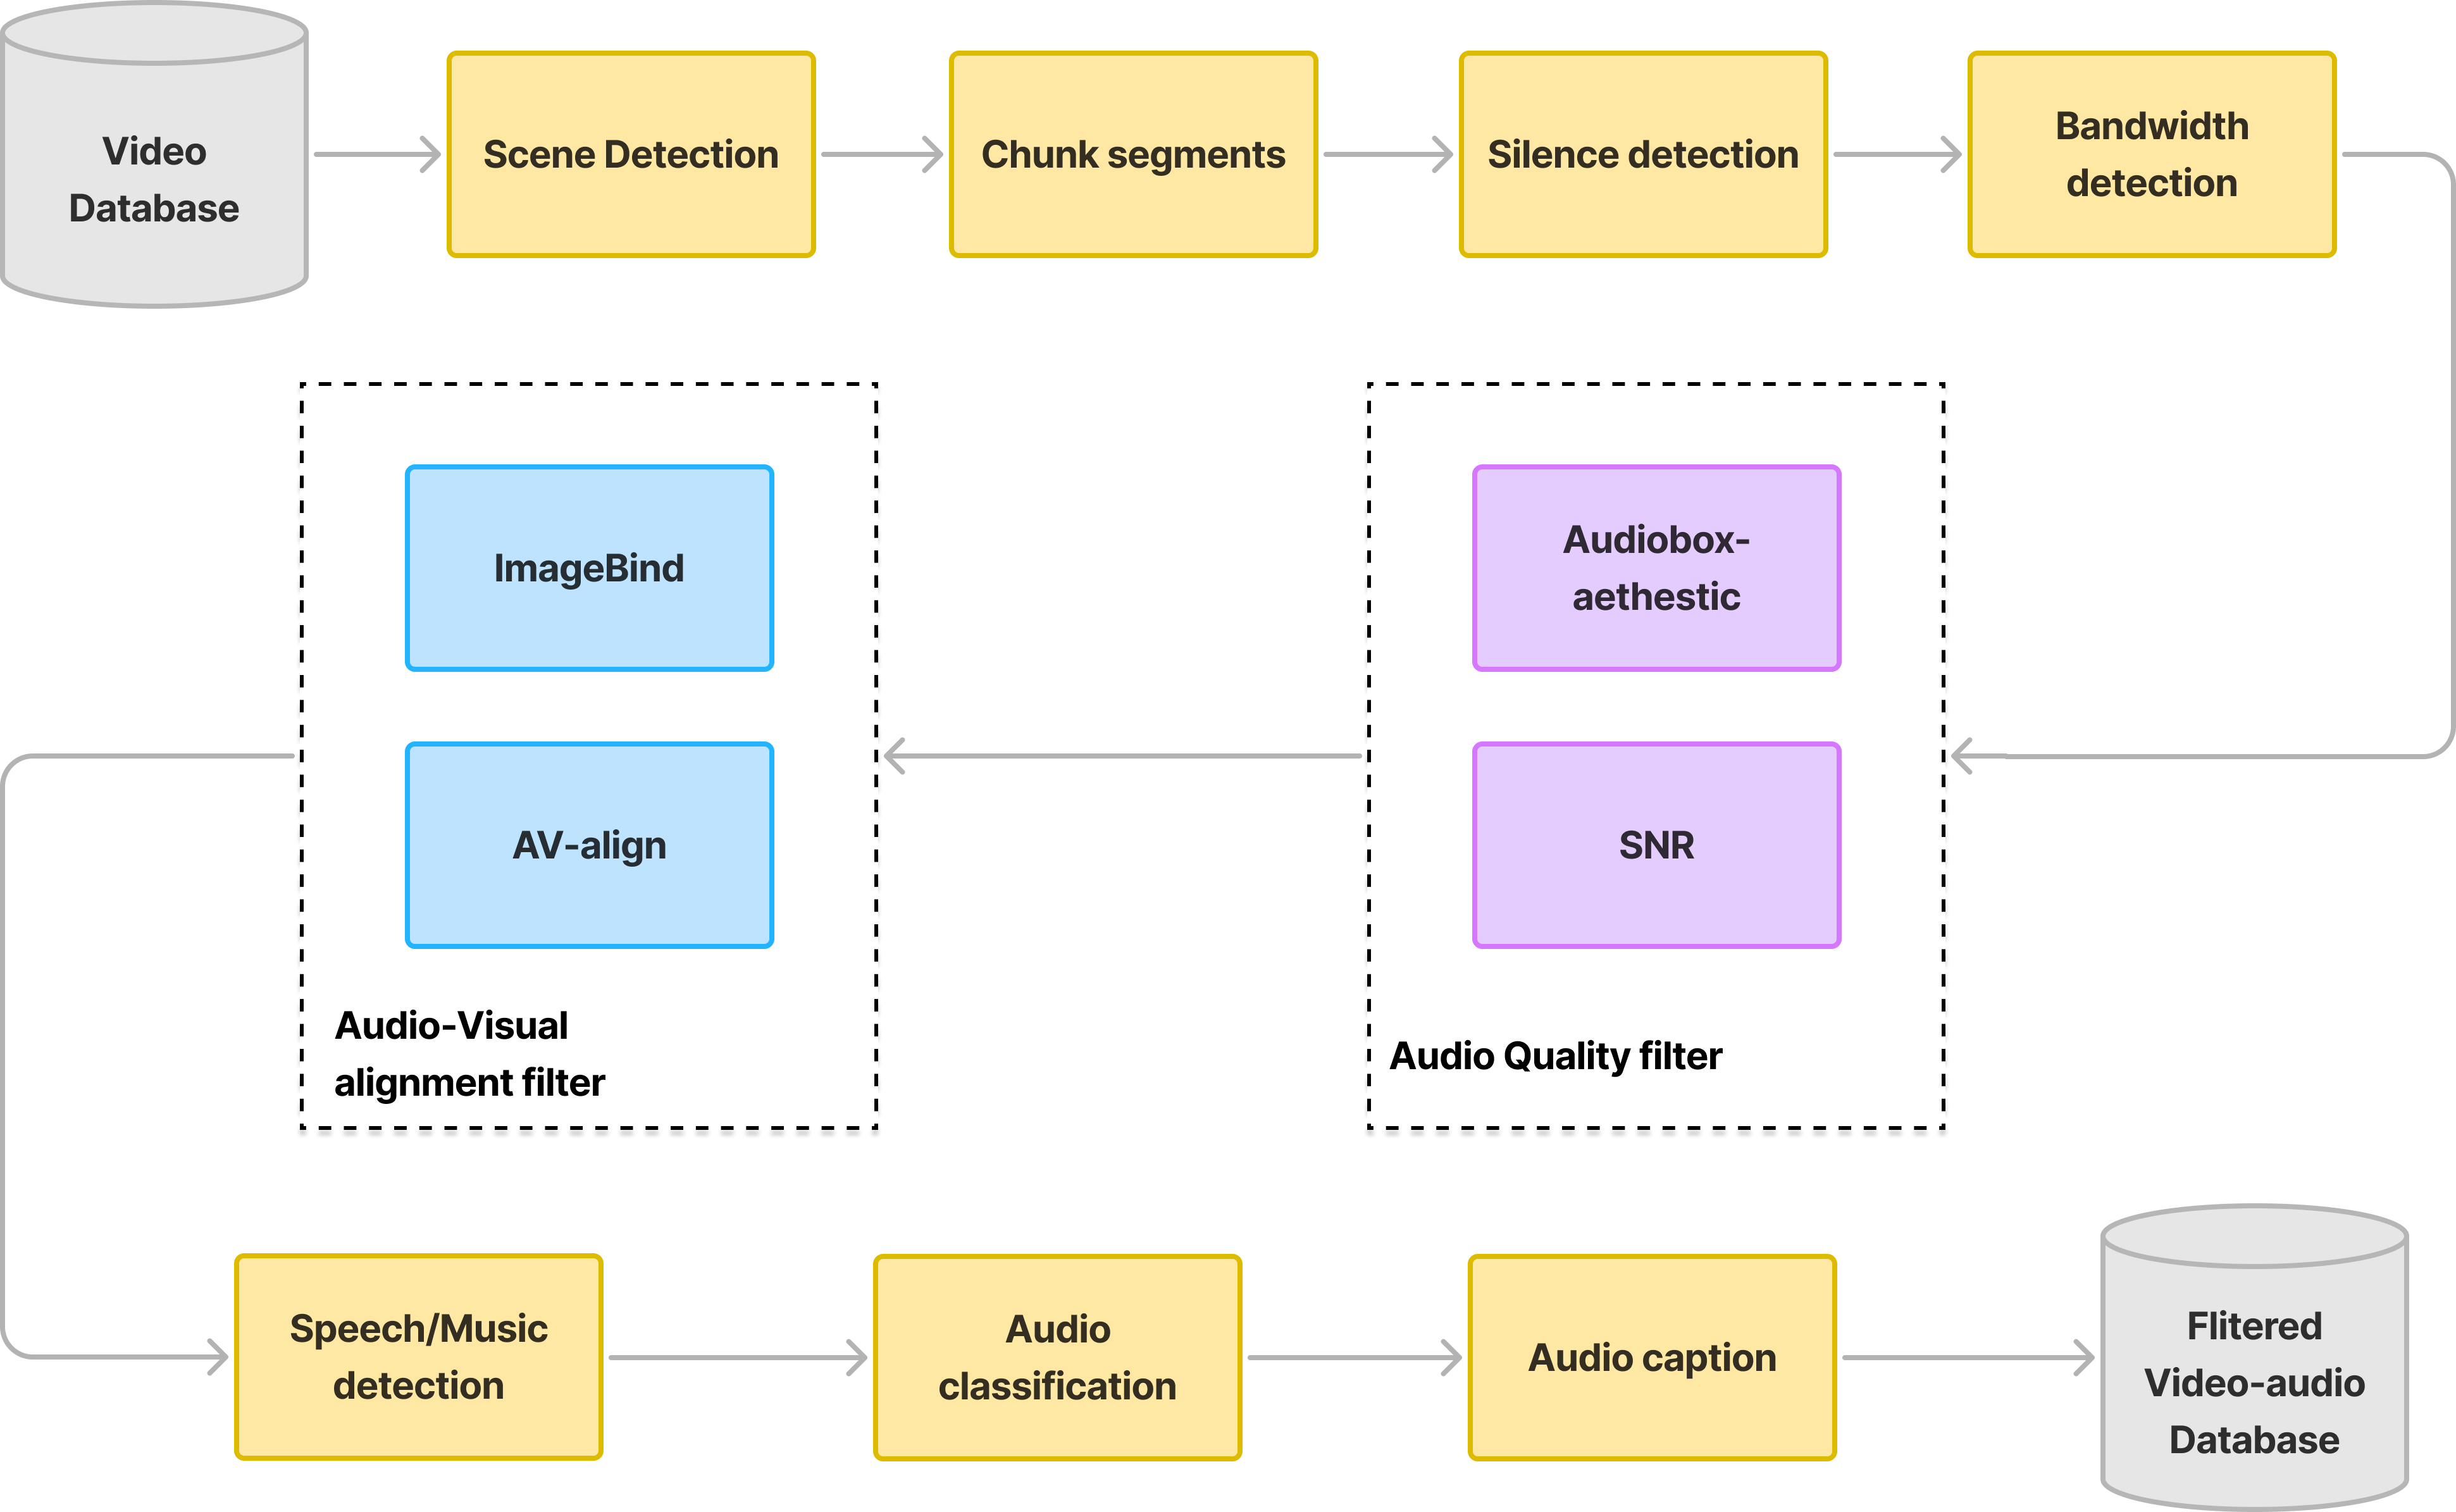 Video
Database
Scene Detection
Chunk segments
Silence detection
Bandwidth
detection
ImageBind
AV-align
Audio-Visual
alignment filter
Audiobox-
aethestic
SNR
Audio Quality filter
Speech/Music
detection
Audio
classification
Audio caption
Flitered
Video-audio
Database